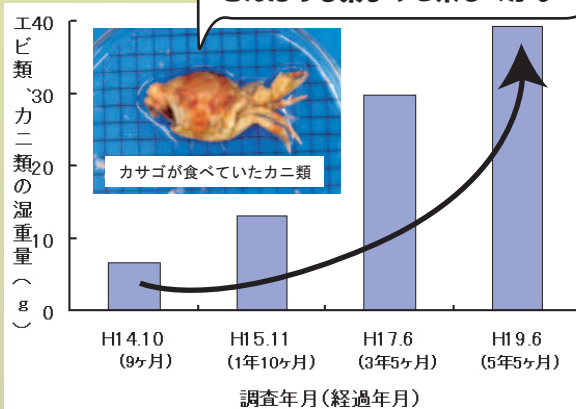 エビ類、カニ類の湿重量(g)
40
30
20
10
0
カサゴが食べていたカニ類
H14.10
(9ヶ月)
H15.11
(1年10ヶ月)
H17.6
(3年5ヶ月)
H19.6
(5年5ヶ月)
調査年月(経過年月)